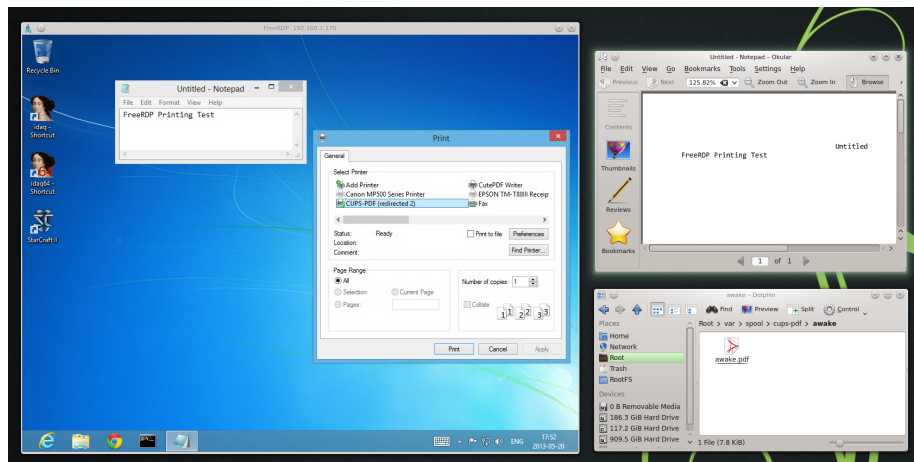 FreeRDP: 192.168.1.170
Recycle Bin
idaq -
Shortcut
idaq64 -
Shortcut
StarCraft II
Untitled - Notepad
File Edit Format View Help
FreeRDP Printing Test
Print
General
Select Printer
Add Printer
Canon MP500 Series Printer
CUPS-PDF (redirected 2)
CutePDF Writer
EPSON TM-T88III Receip
Fax
Status: Ready
Location:
Comment:
Print to file
Preferences
Find Printer...
Page Range
All
Selection
Current Page
Pages:
Number of copies: 1
Collate
11 22 33
Print
Cancel
Apply
ENG
17:52
2013-05-20
Untitled - Notepad - Okular
File Edit View Go Bookmarks Tools Settings Help
Previous Next 125.82% Zoom Out Zoom In Browse
Contents
Thumbnails
Reviews
Bookmarks
Untitled
FreeRDP Printing Test
1 of 1
awake - Dolphin
Find Preview Split Control
Places
Root > var > spool > cups-pdf > awake
Home
Network
Root
Trash
RootFS
Devices
0 B Removable Media
186.3 GiB Hard Drive
117.2 GiB Hard Drive
909.5 GiB Hard Drive
awake.pdf
1 File (7.8 KiB)